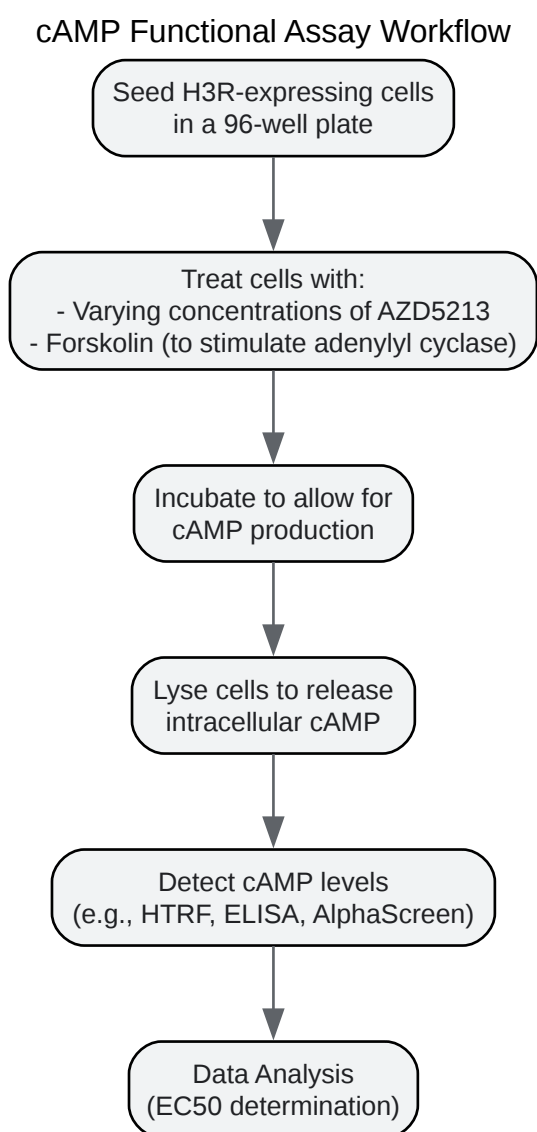 cAMP Functional Assay Workflow
Seed H3R-expressing cells
in a 96-well plate
Treat cells with:
- Varying concentrations of AZD5213
- Forskolin (to stimulate adenylyl cyclase)
Incubate to allow for
cAMP production
Lyse cells to release
intracellular cAMP
Detect cAMP levels
(e.g., HTRF, ELISA, AlphaScreen)
Data Analysis
(EC50 determination)